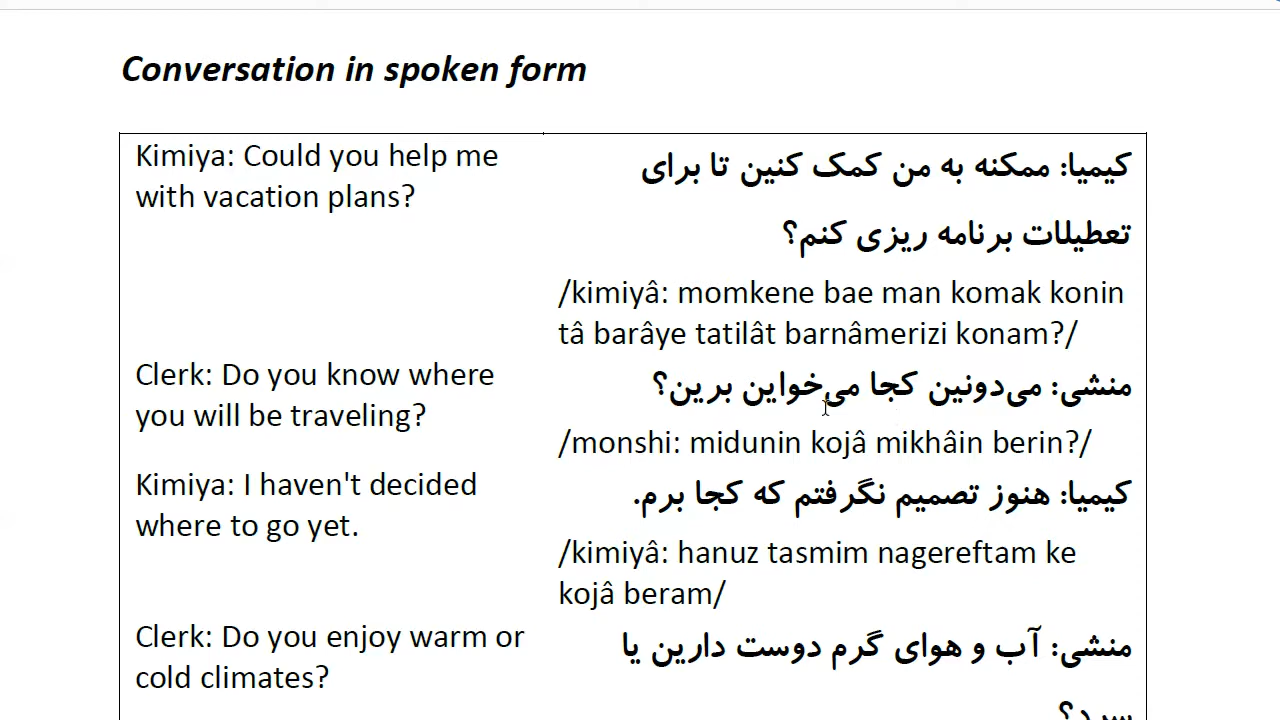 Conversation in spoken form
Kimiya: Could you help me
with vacation plans?
کیمیا: ممکنه به من کمک کنین تا برای
تعطیلات برنامه ریزی کنم؟
/kimiyâ: momkene bae man komak konin
tâ barâye tatilât barnâmerizi konam?/
Clerk: Do you know where
you will be traveling?
منشی: می‌دونین کجا می‌خواین برین؟
/monshi: midunin kojâ mikhâin berin?/
Kimiya: I haven't decided
where to go yet.
کیمیا: هنوز تصمیم نگرفتم که کجا برم.
/kimiyâ: hanuz tasmim nagereftam ke
kojâ beram/
Clerk: Do you enjoy warm or
cold climates?
منشی: آب و هوای گرم دوست دارین یا
سرد؟